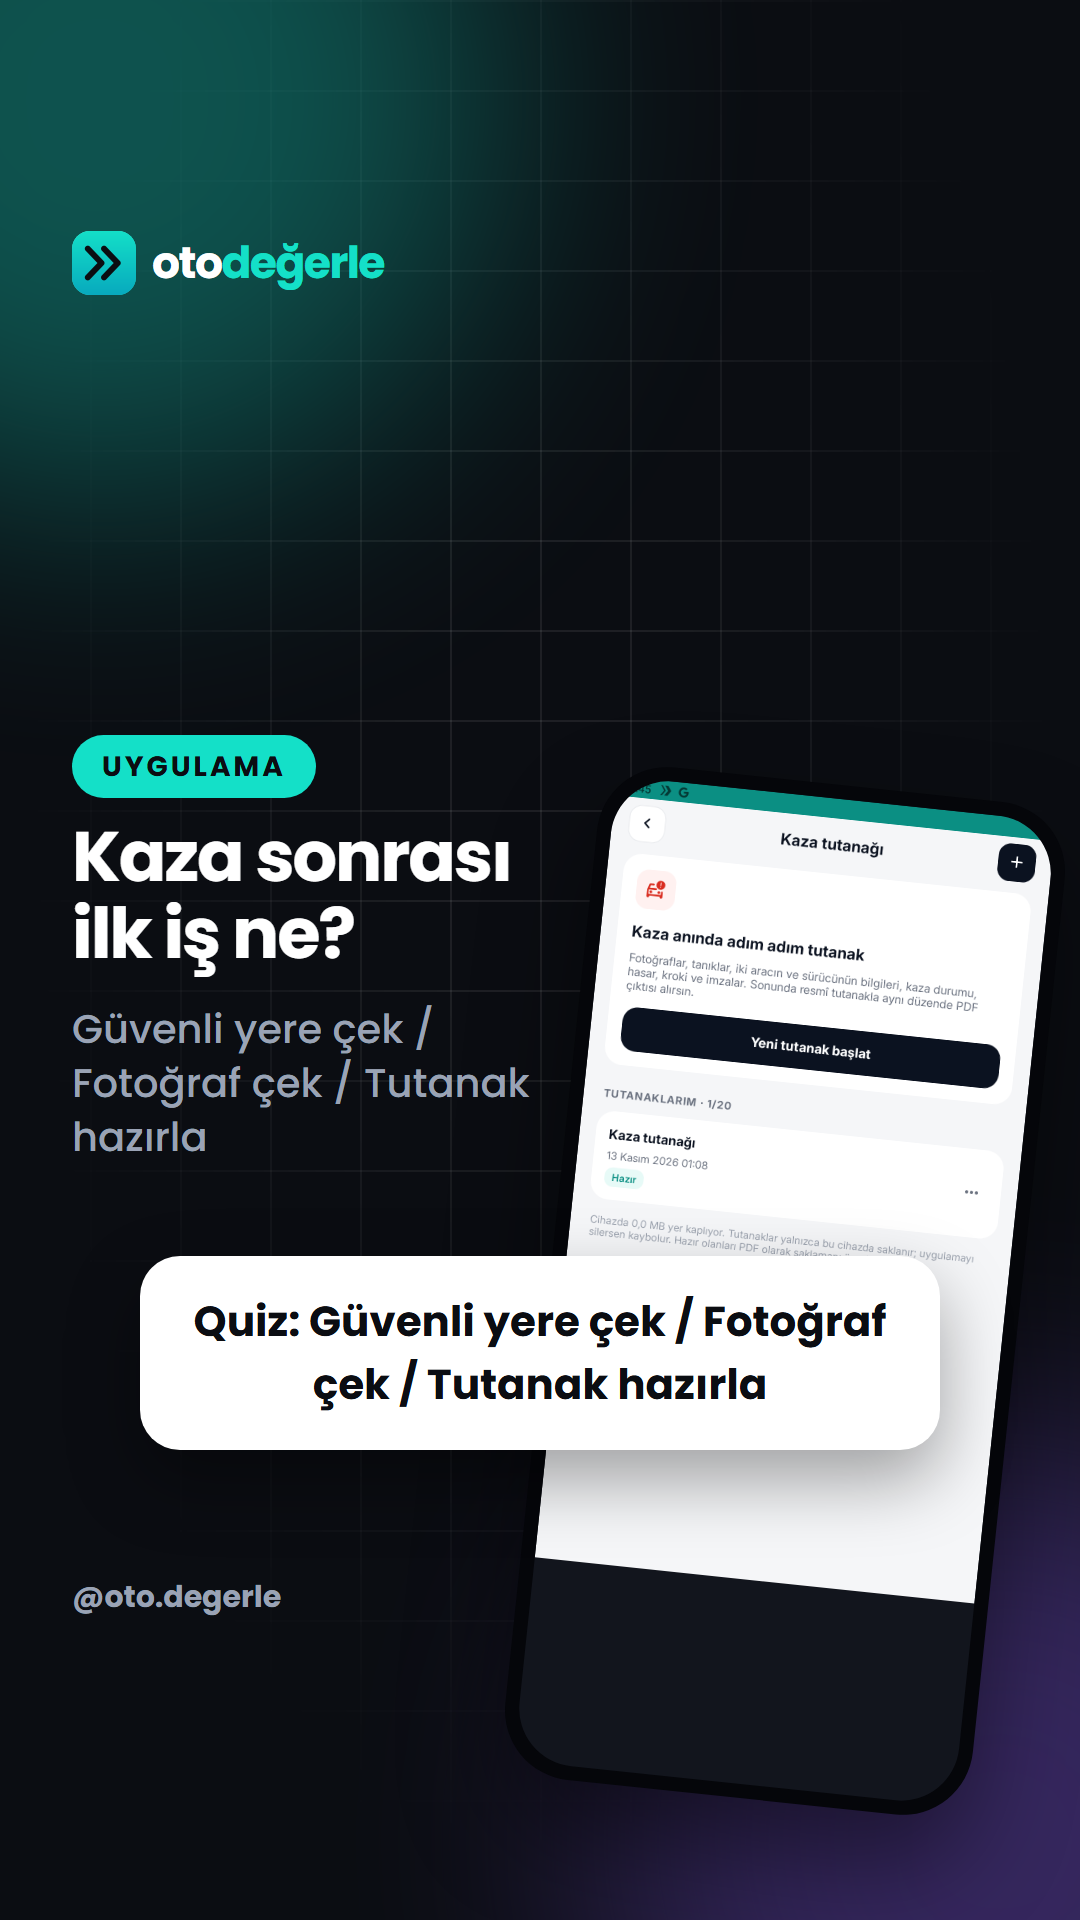 otodeğerle
UYGULAMA
Kaza sonrası
ilk iş ne?
Güvenli yere çek /
Fotoğraf çek / Tutanak
hazırla
45 G
Kaza tutanağı
Kaza anında adım adım tutanak
Fotoğraflar, tanıklar, iki aracın ve sürücünün bilgileri, kaza durumu,
hasar, kroki ve imzalar. Sonunda resmî tutanakla aynı düzende PDF
çıktısı alırsın.
Yeni tutanak başlat
TUTANAKLARIM · 1/20
Kaza tutanağı
13 Kasım 2026 01:08
Hazır
Cihazda 0,0 MB yer kaplıyor. Tutanaklar yalnızca bu cihazda saklanır; uygulamayı
silersen kaybolur. Hazır olanları PDF olarak
Quiz: Güvenli yere çek / Fotoğraf
çek / Tutanak hazırla
@oto.degerle